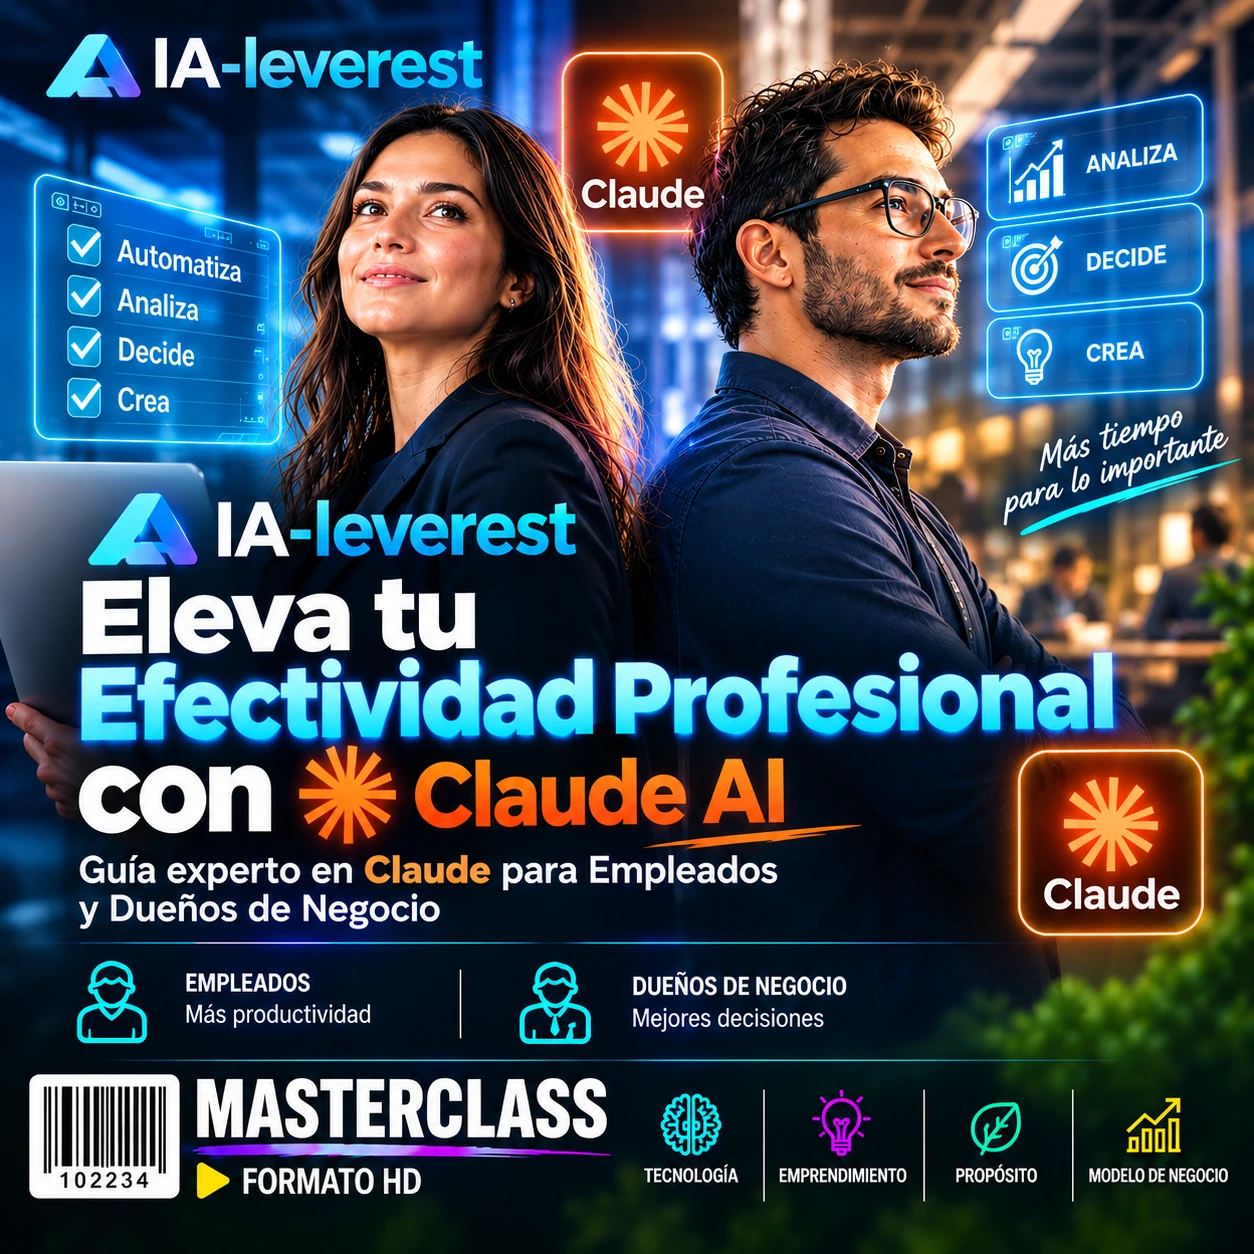 IA-leverest
Claude
Automatiza
Analiza
Decide
Crea
ANALIZA
DECIDE
CREA
Más tiempo
para lo importante
IA-leverest
Eleva tu
Efectividad Profesional
con Claude AI
Guía experto en Claude para Empleados
y Dueños de Negocio
Claude
EMPLEADOS
Más productividad
DUEÑOS DE NEGOCIO
Mejores decisiones
102234
MASTERCLASS
FORMATO HD
TECNOLOGÍA
EMPRENDIMIENTO
PROPÓSITO
MODELO DE NEGOCIO